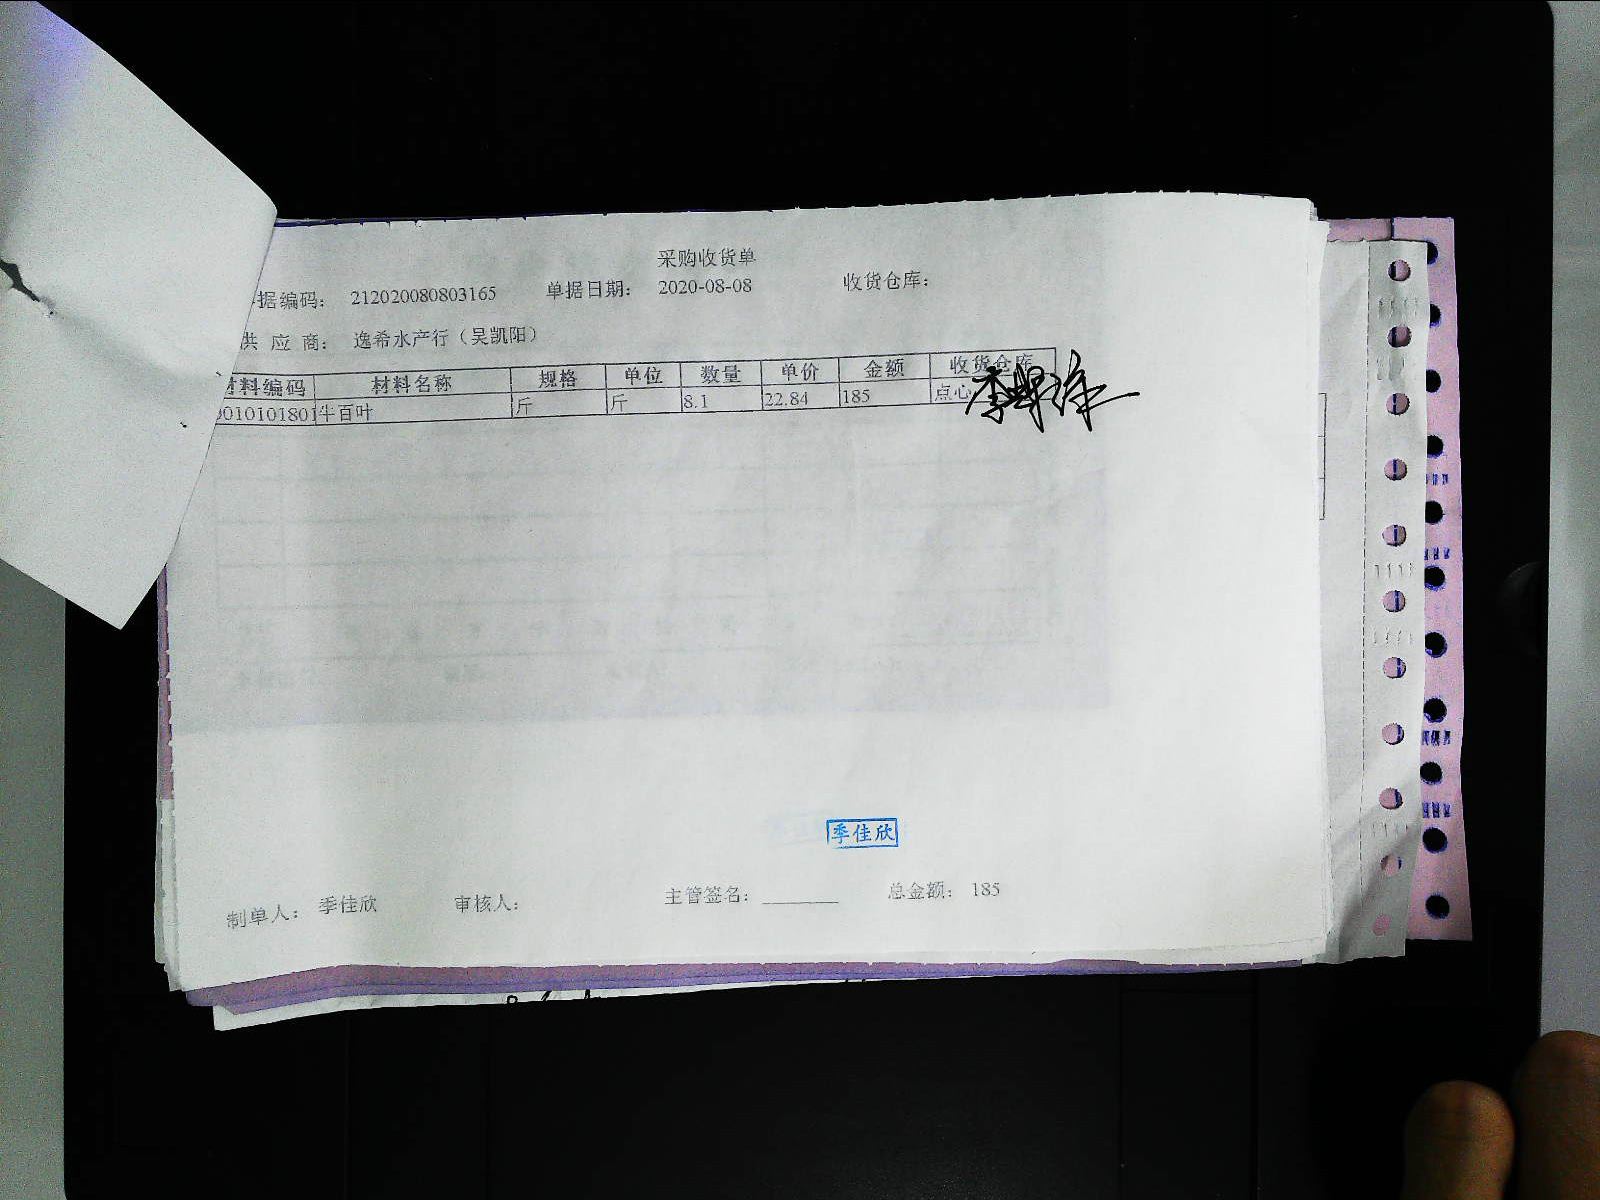 采购收货单
据编码： 212020080803165 单据日期： 2020-08-08 收货仓库：
供 应 商： 逸希水产行（吴凯阳）
材料编码 材料名称 规格 单位 数量 单价 金额 收货仓库
0010101801 牛百叶 斤 斤 8.1 22.84 185 点心
季佳欣
制单人： 季佳欣 审核人： 主管签名： 总金额： 185